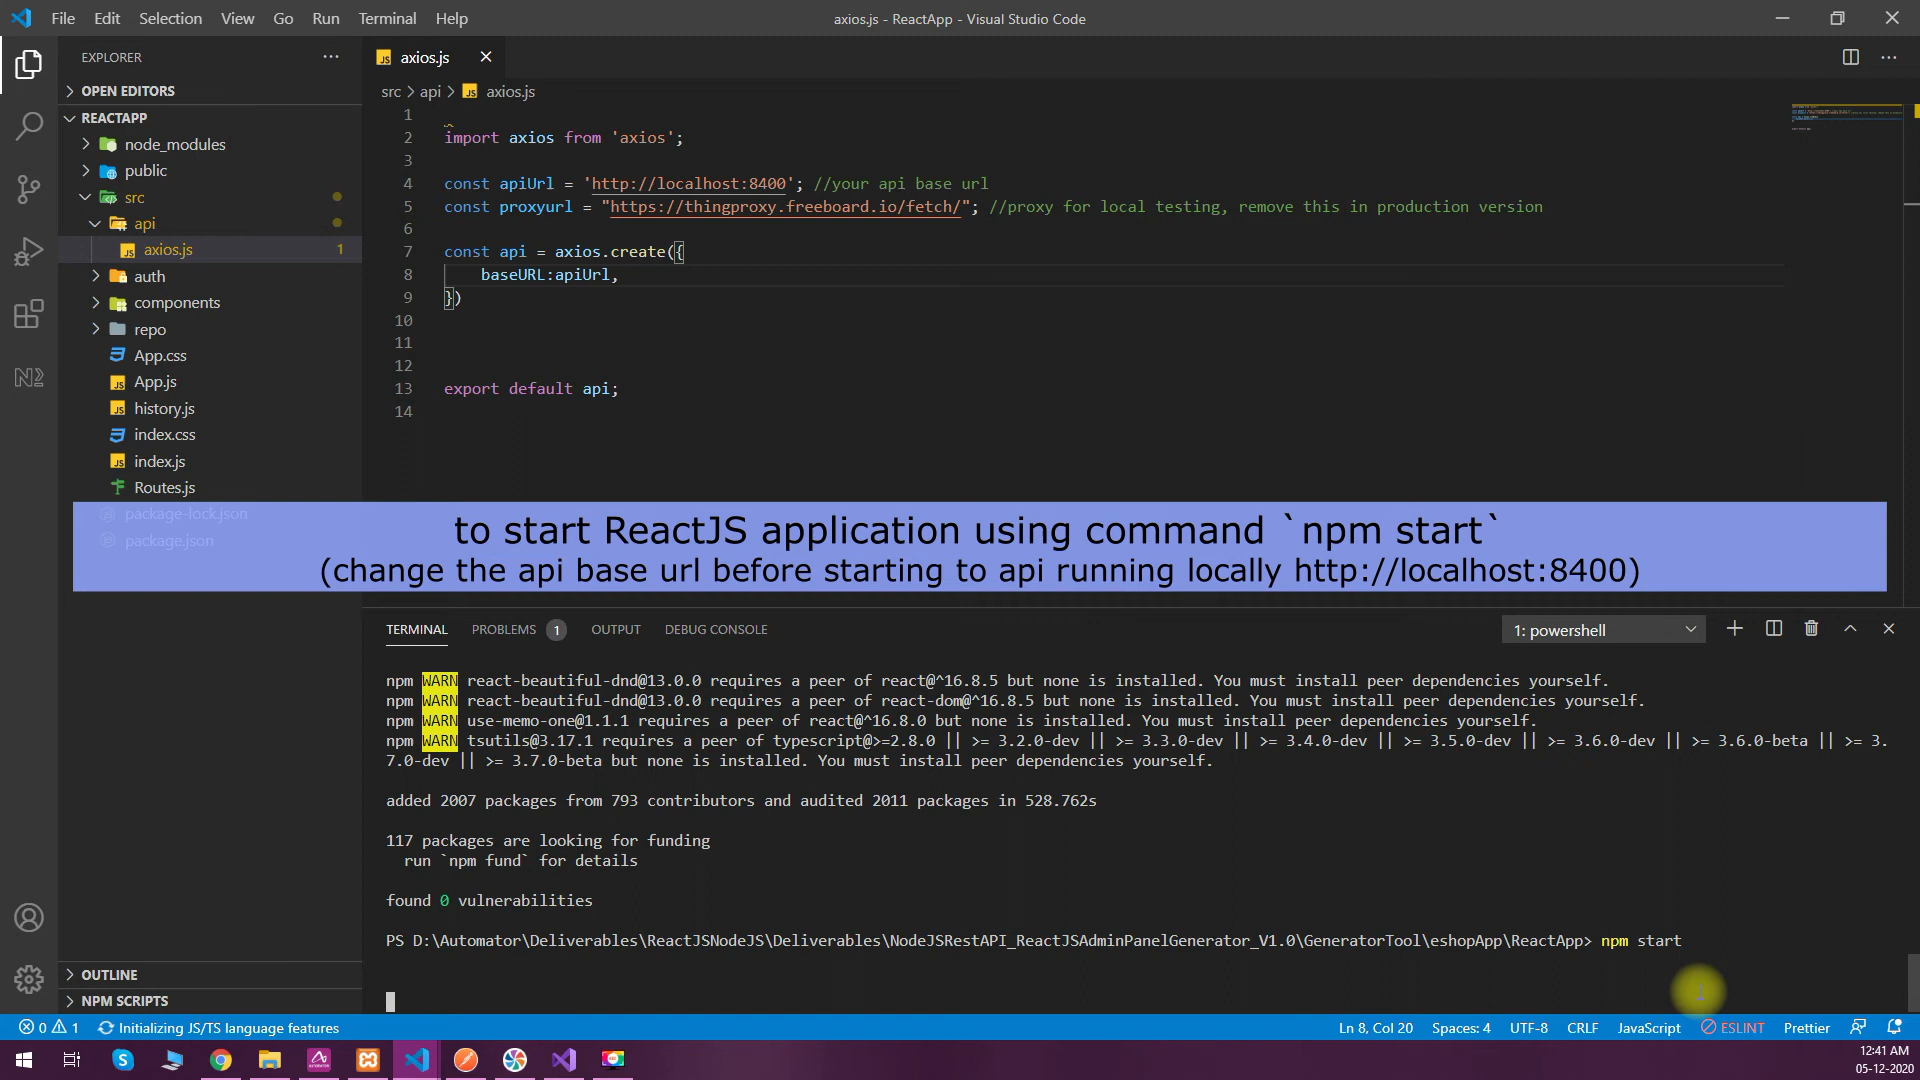 File Edit Selection View Go Run Terminal Help
axios.js - ReactApp - Visual Studio Code
EXPLORER
OPEN EDITORS
REACTAPP
node_modules
public
src
api
axios.js 1
auth
components
repo
App.css
App.js
history.js
index.css
index.js
Routes.js
package-lock.json
package.json
OUTLINE
NPM SCRIPTS
JS axios.js
src > api > JS axios.js
1
2 import axios from 'axios';
3
4 const apiUrl = 'http://localhost:8400'; //your api base url
5 const proxyurl = "https://thingproxy.freeboard.io/fetch/"; //proxy for local testing, remove this in production version
6
7 const api = axios.create({
8 baseURL:apiUrl,
9 })
10
11
12
13 export default api;
14
to start ReactJS application using command `npm start`
(change the api base url before starting to api running locally http://localhost:8400)
TERMINAL PROBLEMS 1 OUTPUT DEBUG CONSOLE
1: powershell
npm WARN react-beautiful-dnd@13.0.0 requires a peer of react@^16.8.5 but none is installed. You must install peer dependencies yourself.
npm WARN react-beautiful-dnd@13.0.0 requires a peer of react-dom@^16.8.5 but none is installed. You must install peer dependencies yourself.
npm WARN use-memo-one@1.1.1 requires a peer of react@^16.8.0 but none is installed. You must install peer dependencies yourself.
npm WARN tsutils@3.17.1 requires a peer of typescript@>=2.8.0 || >= 3.2.0-dev || >= 3.3.0-dev || >= 3.4.0-dev || >= 3.5.0-dev || >= 3.6.0-dev || >= 3.6.0-beta || >= 3.
7.0-dev || >= 3.7.0-beta but none is installed. You must install peer dependencies yourself.
added 2007 packages from 793 contributors and audited 2011 packages in 528.762s
117 packages are looking for funding
run `npm fund` for details
found 0 vulnerabilities
PS D:\Automator\Deliverables\ReactJSNodeJS\Deliverables\NodeJSRestAPI_ReactJSAdminPanelGenerator_V1.0\GeneratorTool\eshopApp\ReactApp> npm start
0 1 Initializing JS/TS language features
Ln 8, Col 20 Spaces: 4 UTF-8 CRLF JavaScript ESLINT Prettier
12:41 AM
05-12-2020